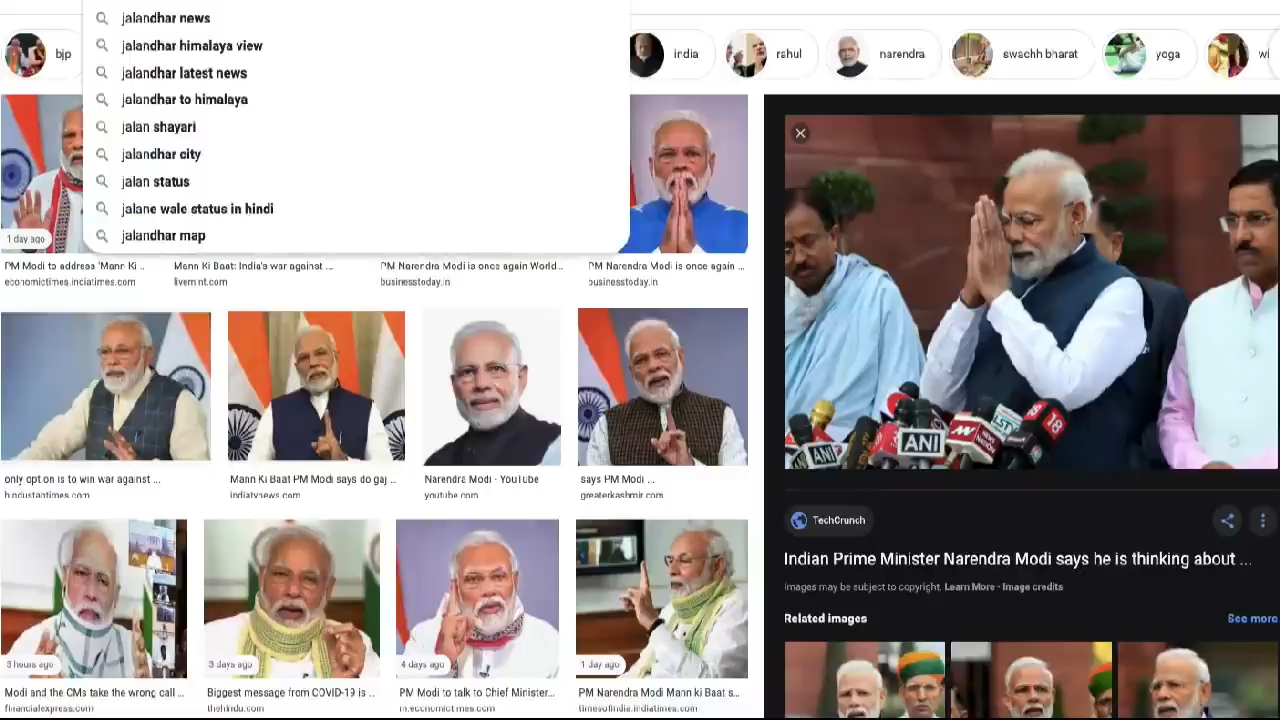 jalandhar news
jalandhar himalaya view
jalandhar latest news
jalandhar to himalaya
jalan shayari
jalandhar city
jalan status
jalane wale status in hindi
jalandhar map
bjp
india
rahul
narendra
swachh bharat
yoga
wi
1 day ago
PM Modi to address 'Mann Ki ..
economictimes.indiatimes.com
Mann Ki Baat: India's war against ...
livemint.com
PM Narendra Modi is once again World...
businesstoday.in
PM Narendra Modi is once again ...
businesstoday.in
only option is to win war against ...
hindustantimes.com
Mann Ki Baat PM Modi says do gaj ...
indiatvnews.com
Narendra Modi - YouTube
youtube.com
says PM Modi ...
greaterkashmir.com
3 hours ago
Modi and the CMs take the wrong call ...
financialexpress.com
3 days ago
Biggest message from COVID-19 is ..
thehindu.com
4 days ago
PM Modi to talk to Chief Minister...
m.economictimes.com
1 day ago
PM Narendra Modi Mann ki Baat s...
timesofindia.indiatimes.com
ANI
ANI
NEWS
NATION
18
TechCrunch
Indian Prime Minister Narendra Modi says he is thinking about ...
Images may be subject to copyright. Learn More - Image credits
Related images
See more